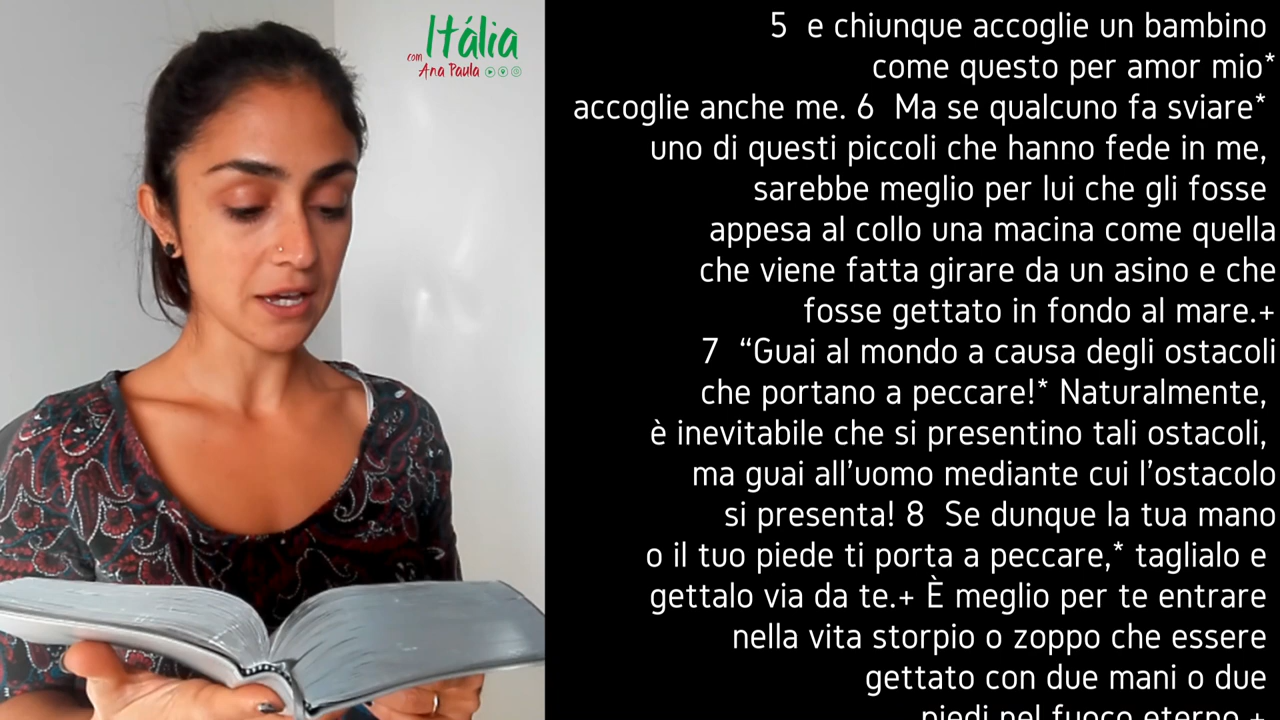 Itália
com
Ana Paula
5 e chiunque accoglie un bambino
come questo per amor mio*
accoglie anche me. 6 Ma se qualcuno fa sviare*
uno di questi piccoli che hanno fede in me,
sarebbe meglio per lui che gli fosse
appesa al collo una macina come quella
che viene fatta girare da un asino e che
fosse gettato in fondo al mare.+
7 “Guai al mondo a causa degli ostacoli
che portano a peccare!* Naturalmente,
è inevitabile che si presentino tali ostacoli,
ma guai all’uomo mediante cui l’ostacolo
si presenta! 8 Se dunque la tua mano
o il tuo piede ti porta a peccare,* taglialo e
gettalo via da te.+ È meglio per te entrare
nella vita storpio o zoppo che essere
gettato con due mani o due
piedi nel fuoco eterno.+